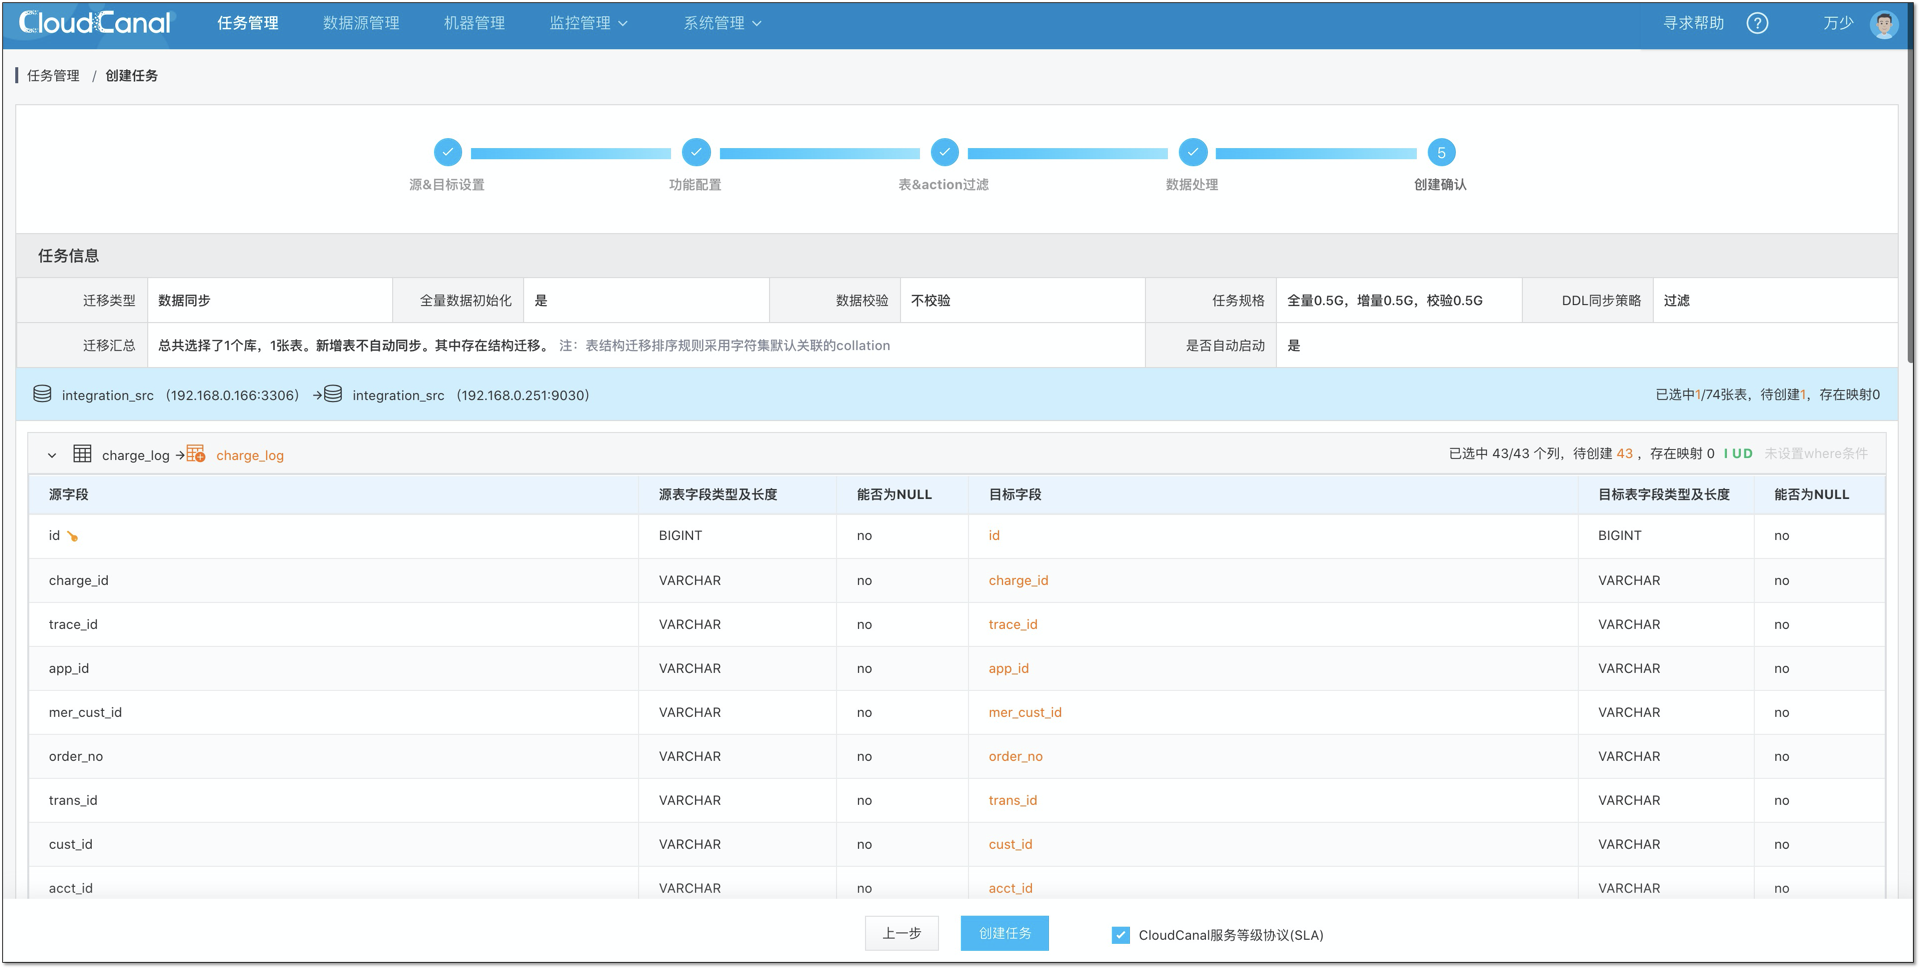 CloudCanal 任务管理 数据源管理 机器管理 监控管理 系统管理 寻求帮助 ? 万少
任务管理 / 创建任务
5
源&目标设置 功能配置 表&action过滤 数据处理 创建确认
任务信息
迁移类型 数据同步 全量数据初始化 是 数据校验 不校验 任务规格 全量0.5G，增量0.5G，校验0.5G DDL同步策略 过滤
迁移汇总 总共选择了1个库，1张表。新增表不自动同步。其中存在结构迁移。 注：表结构迁移排序规则采用字符集默认关联的collation 是否自动启动 是
integration_src (192.168.0.166:3306) → integration_src (192.168.0.251:9030) 已选中1/74张表，待创建1，存在映射0
charge_log → charge_log 已选中 43/43 个列，待创建 43 ，存在映射 0 I U D 未设置where条件
源字段 源表字段类型及长度 能否为NULL 目标字段 目标表字段类型及长度 能否为NULL
id BIGINT no id BIGINT no
charge_id VARCHAR no charge_id VARCHAR no
trace_id VARCHAR no trace_id VARCHAR no
app_id VARCHAR no app_id VARCHAR no
mer_cust_id VARCHAR no mer_cust_id VARCHAR no
order_no VARCHAR no order_no VARCHAR no
trans_id VARCHAR no trans_id VARCHAR no
cust_id VARCHAR no cust_id VARCHAR no
acct_id VARCHAR no acct_id VARCHAR no
上一步 创建任务 CloudCanal服务等级协议(SLA)